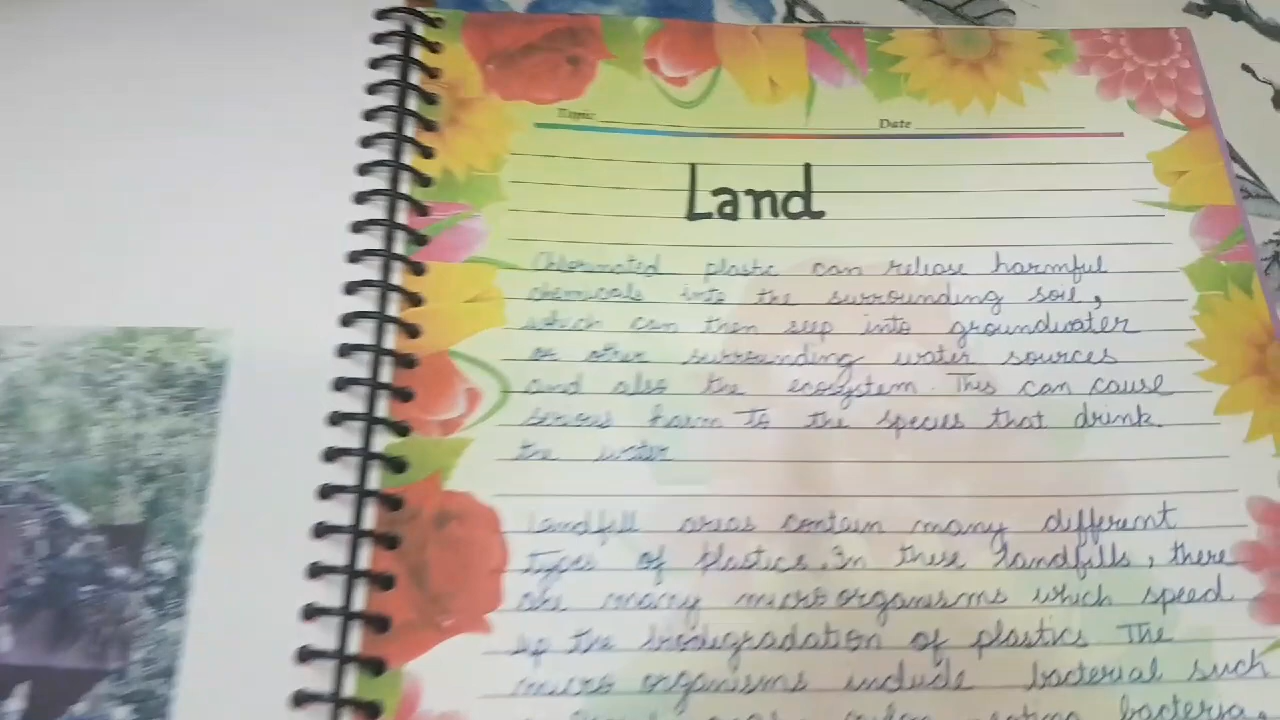 Topic
Date
Land
Chlorinated plastic can release harmful
chemicals into the surrounding soil,
which can then seep into groundwater
or other surrounding water sources
and also the ecosystem. This can cause
serious harm to the species that drink
the water
Landfill areas contain many different
types of plastics. In these landfills, there
are many micro organisms which speed
up the biodegradation of plastics The
micro organisms include bacterial such
bacteria,